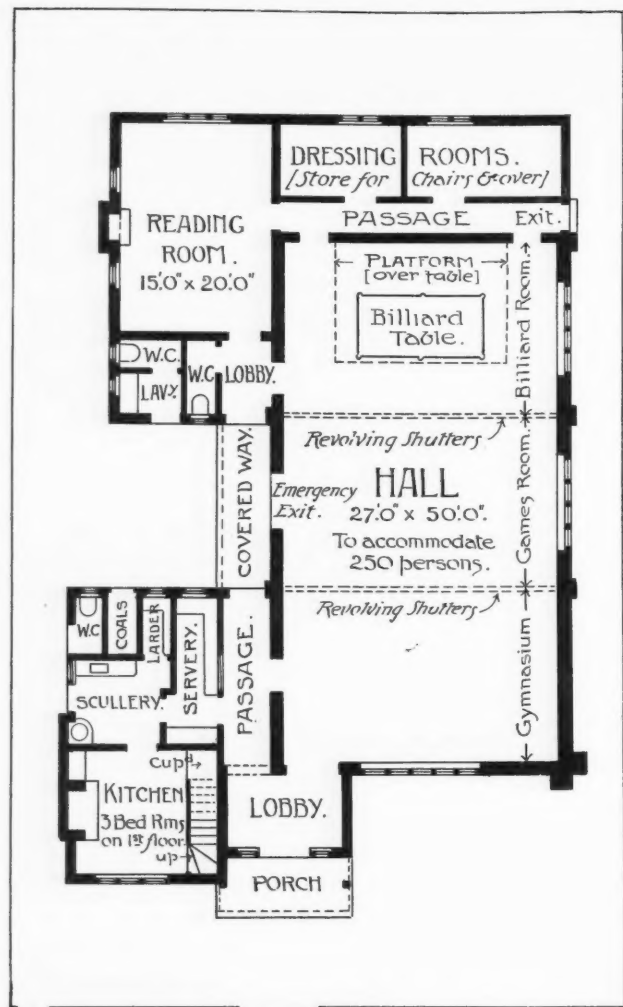 DRESSING
[Store for
ROOMS.
Chairs & over]
PASSAGE
Exit.
READING
ROOM.
15'.0" x 20'.0"
PLATFORM
[over table]
Billiard
Table.
Billiard Room.
W.C.
LAVY.
W.C
LOBBY.
Revolving Shutters
COVERED WAY.
Emergency
Exit.
HALL
27'.0" x 50'.0".
To accommodate
250 persons.
Games Room.
Revolving Shutters
W.C
COALS
LARDER
SERVERY.
PASSAGE.
SCULLERY.
Gymnasium
Cupd
KITCHEN
3 Bed Rms
on 1st floor.
up
LOBBY.
PORCH